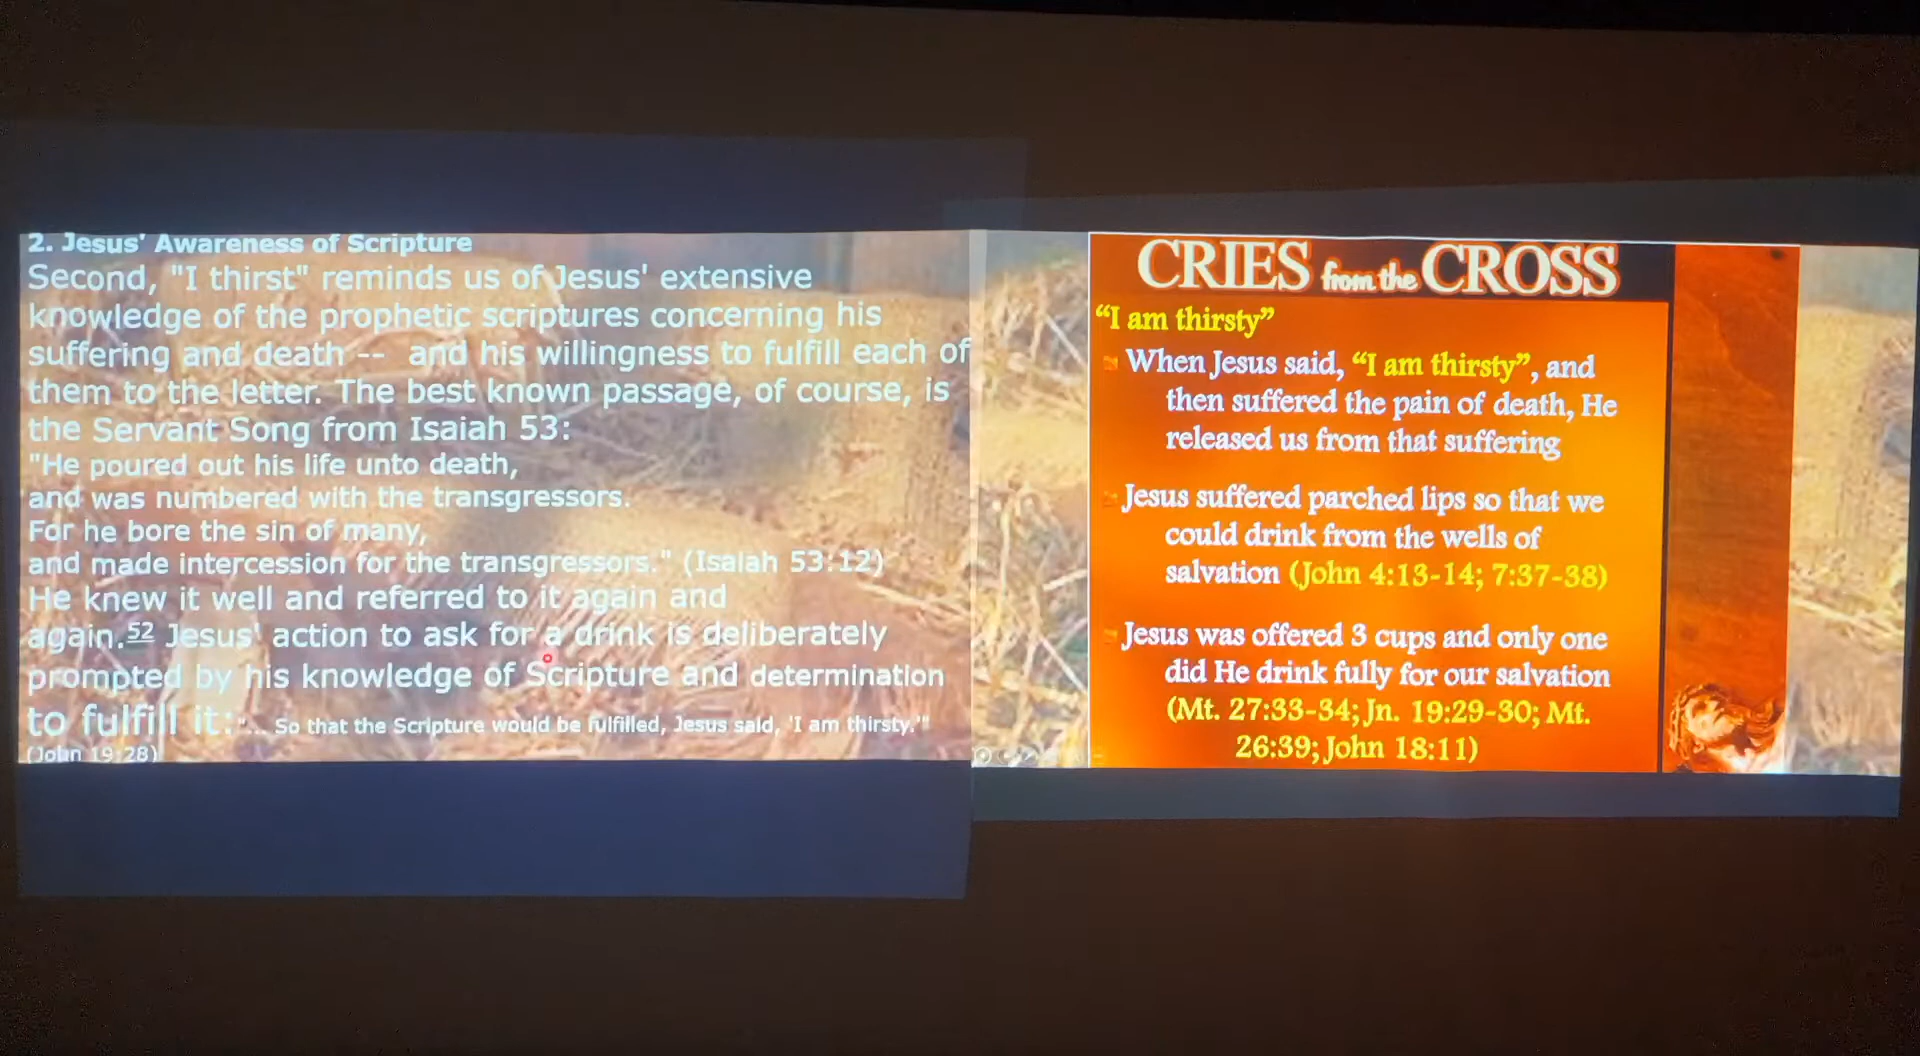 2. Jesus' Awareness of Scripture
Second, "I thirst" reminds us of Jesus' extensive
knowledge of the prophetic scriptures concerning his
suffering and death -- and his willingness to fulfill each of
them to the letter. The best known passage, of course, is
the Servant Song from Isaiah 53:
"He poured out his life unto death,
and was numbered with the transgressors.
For he bore the sin of many,
and made intercession for the transgressors." (Isaiah 53:12)
He knew it well and referred to it again and
again.52 Jesus' action to ask for a drink is deliberately
prompted by his knowledge of Scripture and determination
to fulfill it: "... So that the Scripture would be fulfilled, Jesus said, 'I am thirsty.'"
(John 19:28)
CRIES from the CROSS
“I am thirsty”
When Jesus said, “I am thirsty”, and
then suffered the pain of death, He
released us from that suffering
Jesus suffered parched lips so that we
could drink from the wells of
salvation (John 4:13-14; 7:37-38)
Jesus was offered 3 cups and only one
did He drink fully for our salvation
(Mt. 27:33-34; Jn. 19:29-30; Mt.
26:39; John 18:11)